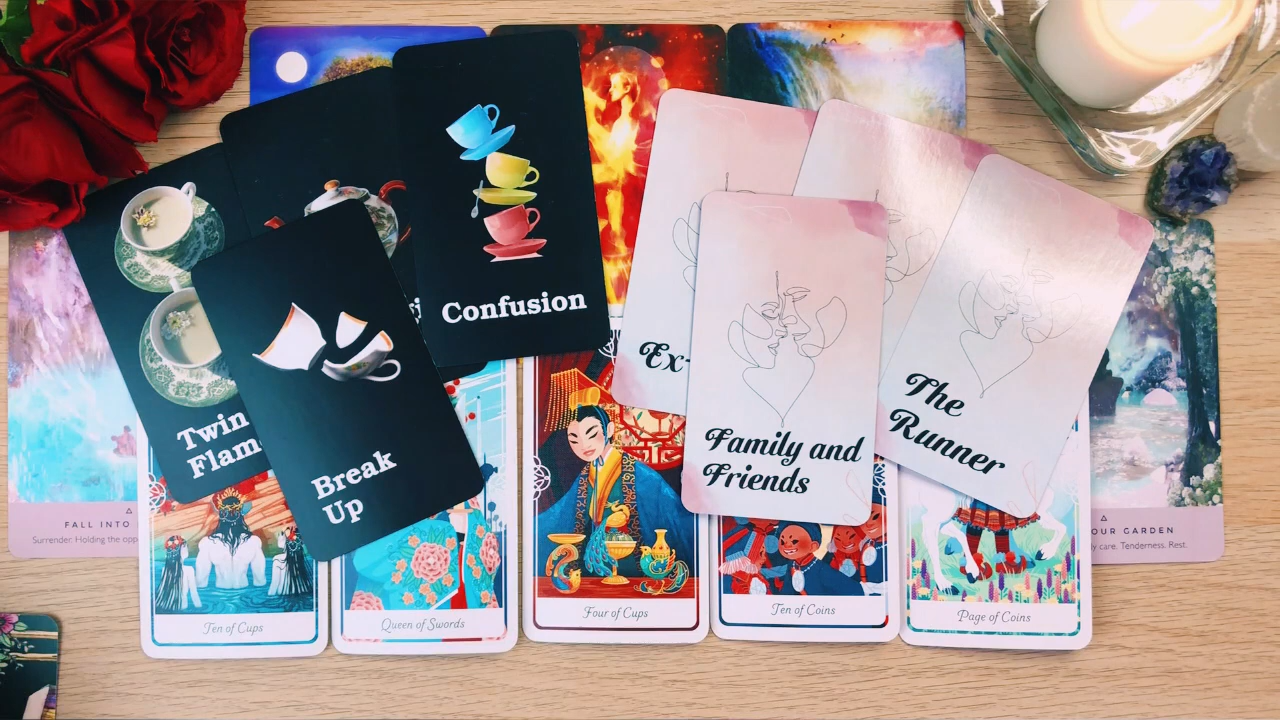 Confusion
Twin
Flam
Break
Up
Ex-
Family and
Friends
The
Runner
FALL INTO
Surrender. Holding the opp
OUR GARDEN
y care. Tenderness. Rest.
Ten of Cups
Queen of Swords
Four of Cups
Ten of Coins
Page of Coins